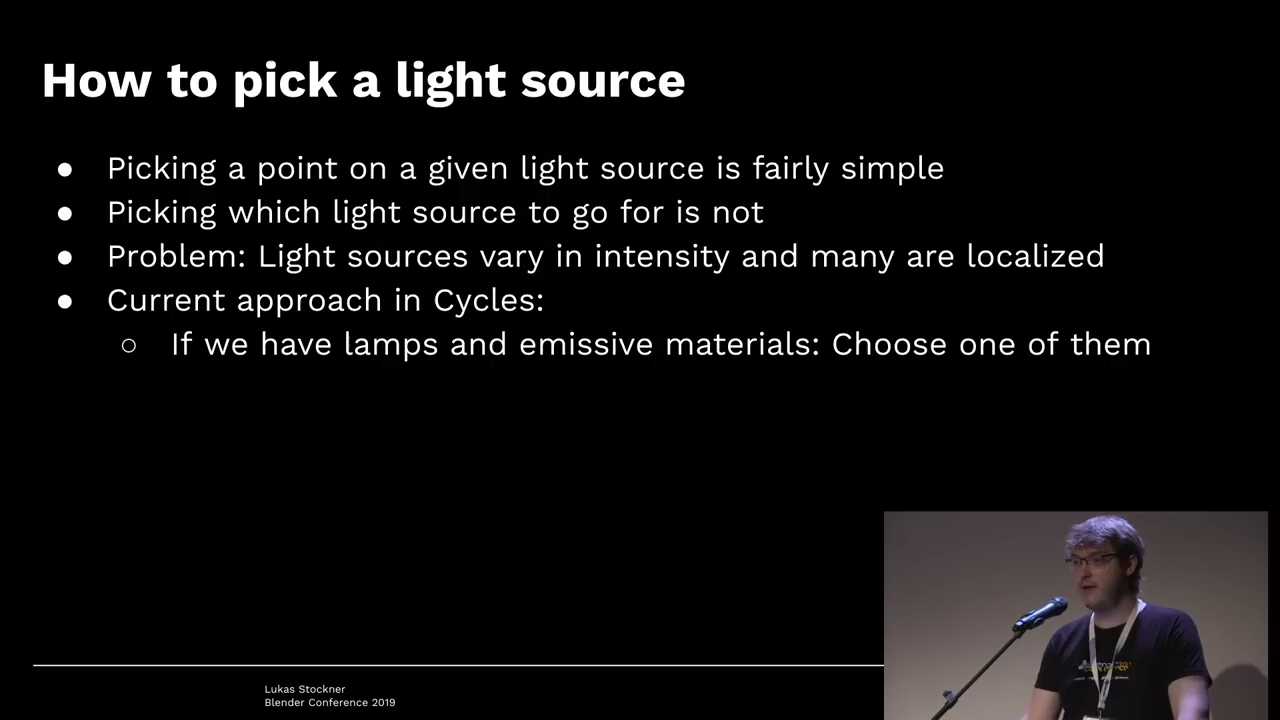 How to pick a light source
● Picking a point on a given light source is fairly simple
● Picking which light source to go for is not
● Problem: Light sources vary in intensity and many are localized
● Current approach in Cycles:
○ If we have lamps and emissive materials: Choose one of them
Lukas Stockner
Blender Conference 2019